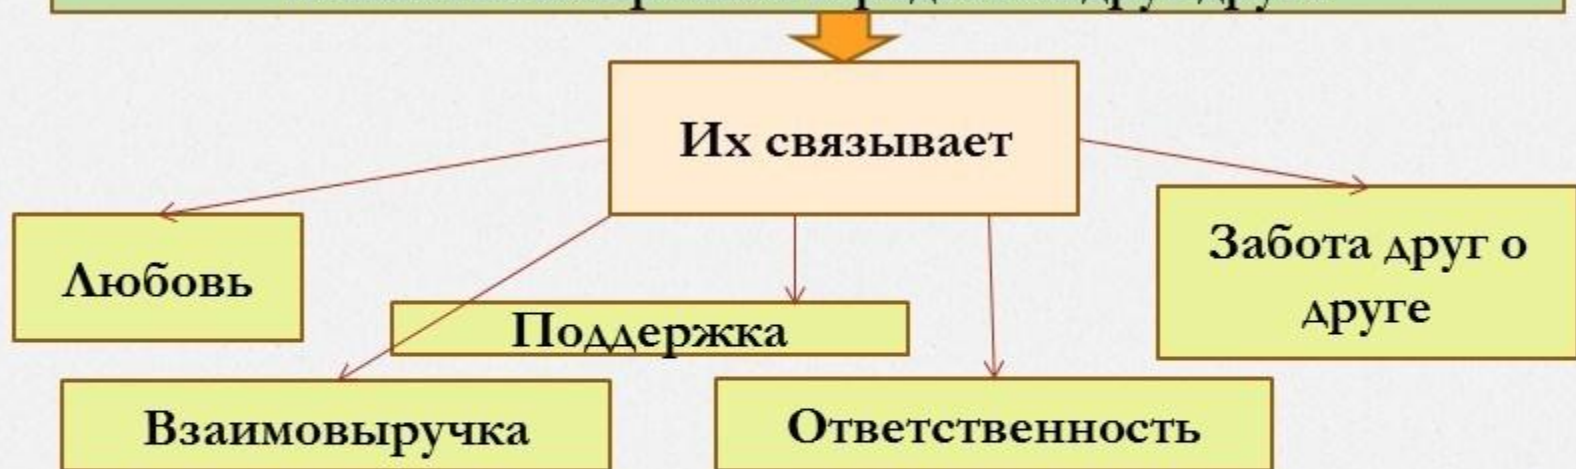 Их связывает
Любовь
Забота друг о
друге
Поддержка
Взаимовыручка
Ответственность